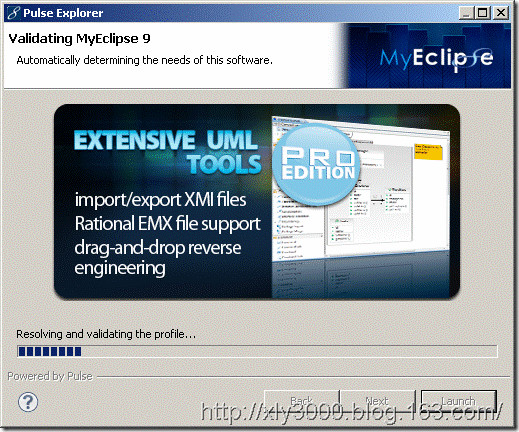 Pulse Explorer
Validating MyEclipse 9
Automatically determining the needs of this software.
MyEclipse
EXTENSIVE UML
TOOLS
PRO
EDITION
import/export XMI files
Rational EMX file support
drag-and-drop reverse
engineering
Resolving and validating the profile...
Powered by Pulse
Back
Next
Launch
http://xly3000.blog.163.com/